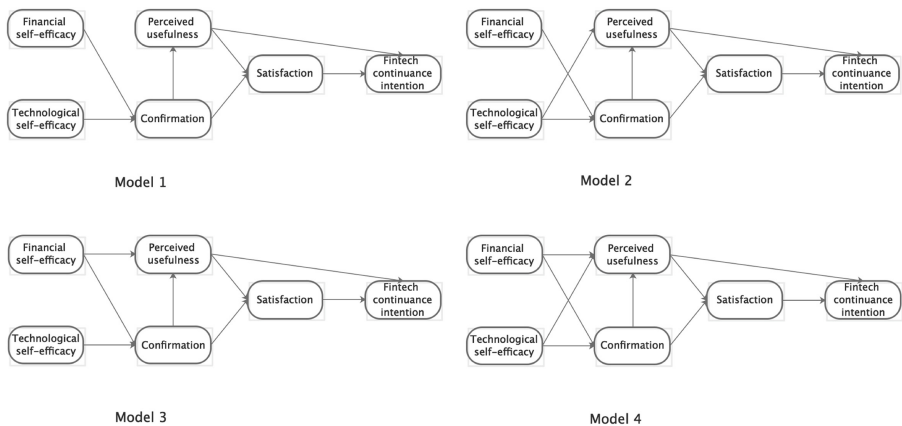 Financial
self-efficacy
Perceived
usefulness
Satisfaction
Fintech
continuance
intention
Technological
self-efficacy
Confirmation
Model 1
Financial
self-efficacy
Perceived
usefulness
Satisfaction
Fintech
continuance
intention
Technological
self-efficacy
Confirmation
Model 2
Financial
self-efficacy
Perceived
usefulness
Satisfaction
Fintech
continuance
intention
Technological
self-efficacy
Confirmation
Model 3
Financial
self-efficacy
Perceived
usefulness
Satisfaction
Fintech
continuance
intention
Technological
self-efficacy
Confirmation
Model 4